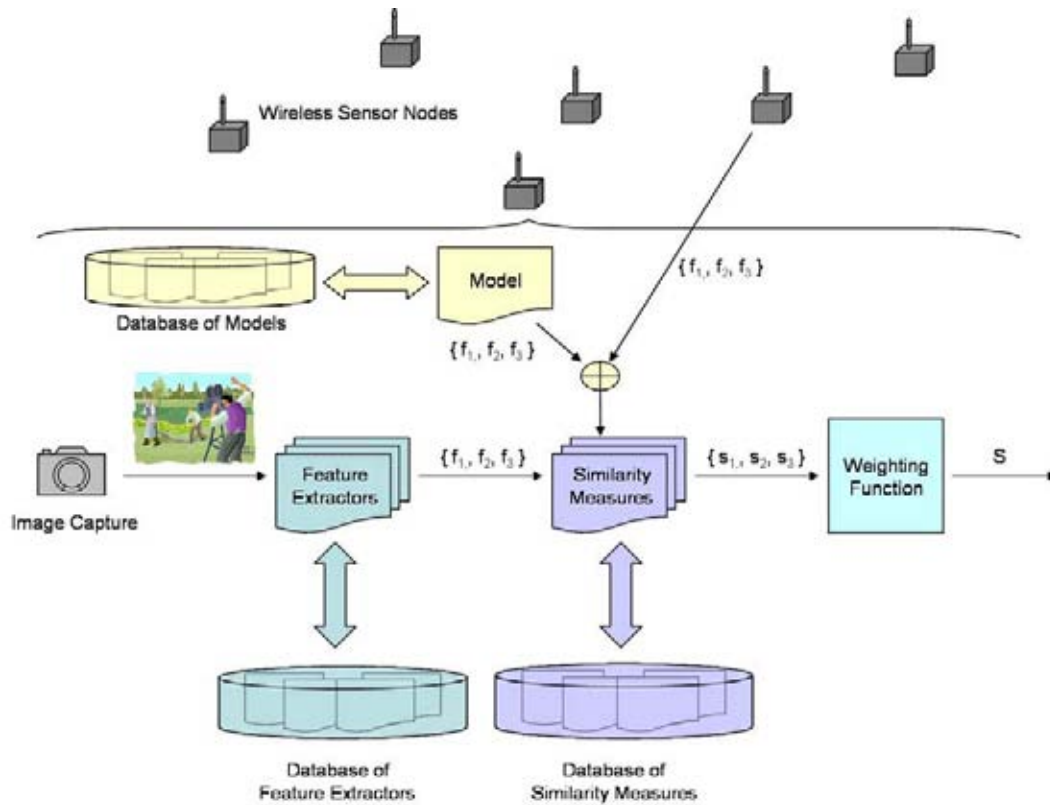 Wireless Sensor Nodes
{f₁,, f₂, f₃}
Model
Database of Models
{f₁,, f₂, f₃}
Feature
Extractors
{f₁,, f₂, f₃}
Similarity
Measures
{s₁,, s₂, s₃}
Weighting
Function
S
Image Capture
Database of
Feature Extractors
Database of
Similarity Measures